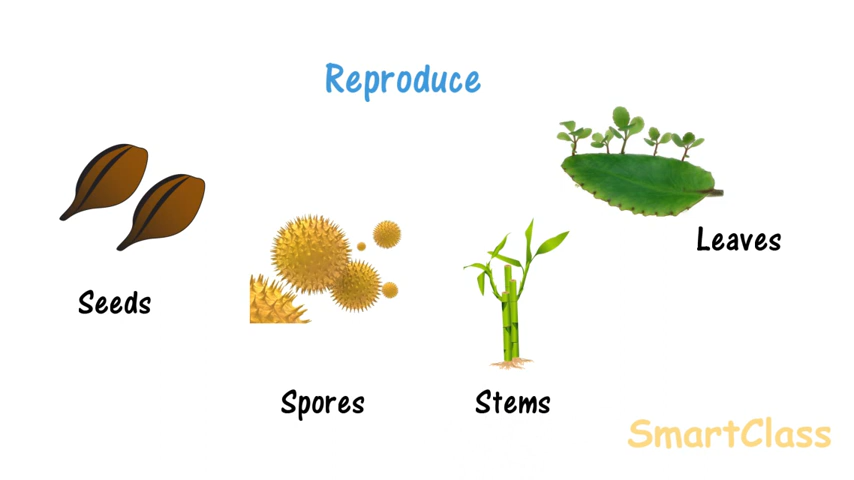 Reproduce
Leaves
Seeds
Spores
Stems
SmartClass